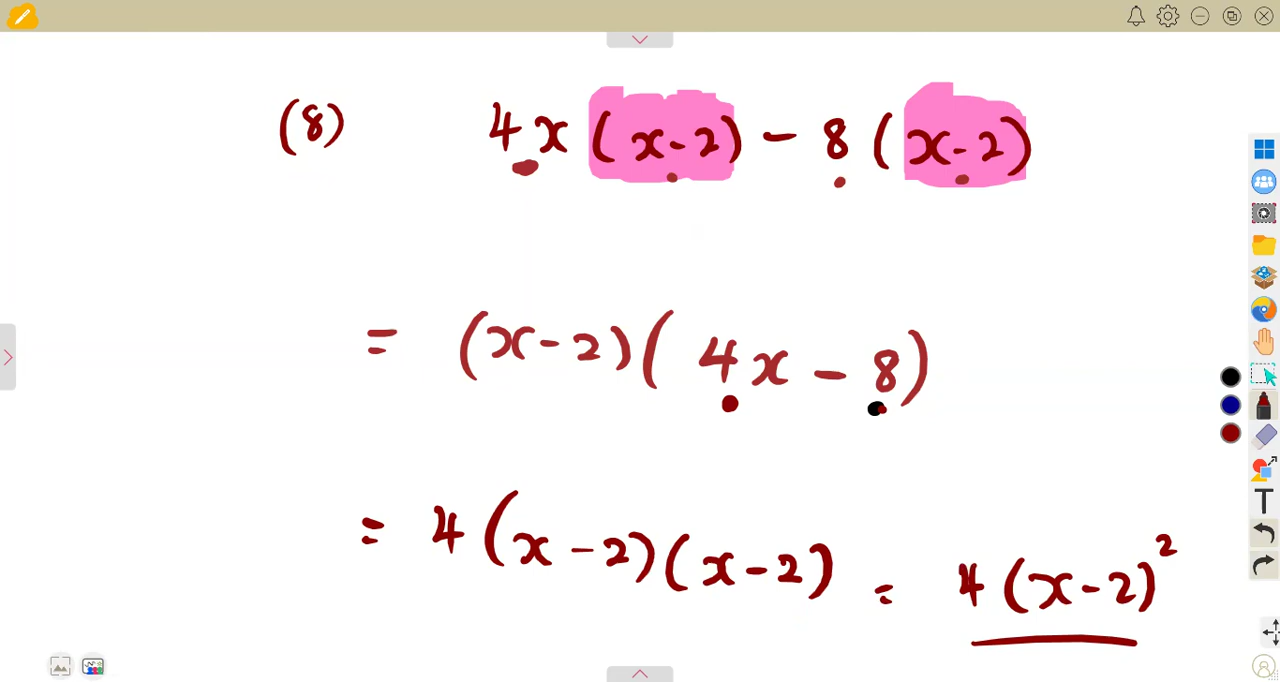 (8) 4x (x-2) - 8 (x-2)
= (x-2)(4x - 8)
= 4(x-2)(x-2) = 4(x-2)²